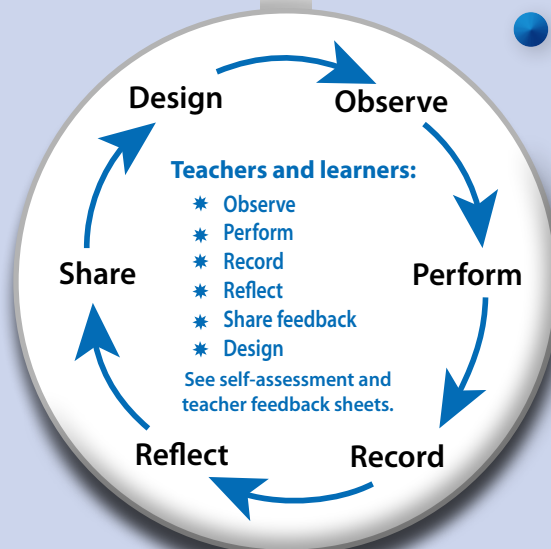 Design
Observe
Teachers and learners:
Observe
Perform
Record
Reflect
Share feedback
Design
See self-assessment and
teacher feedback sheets.
Share
Perform
Reflect
Record